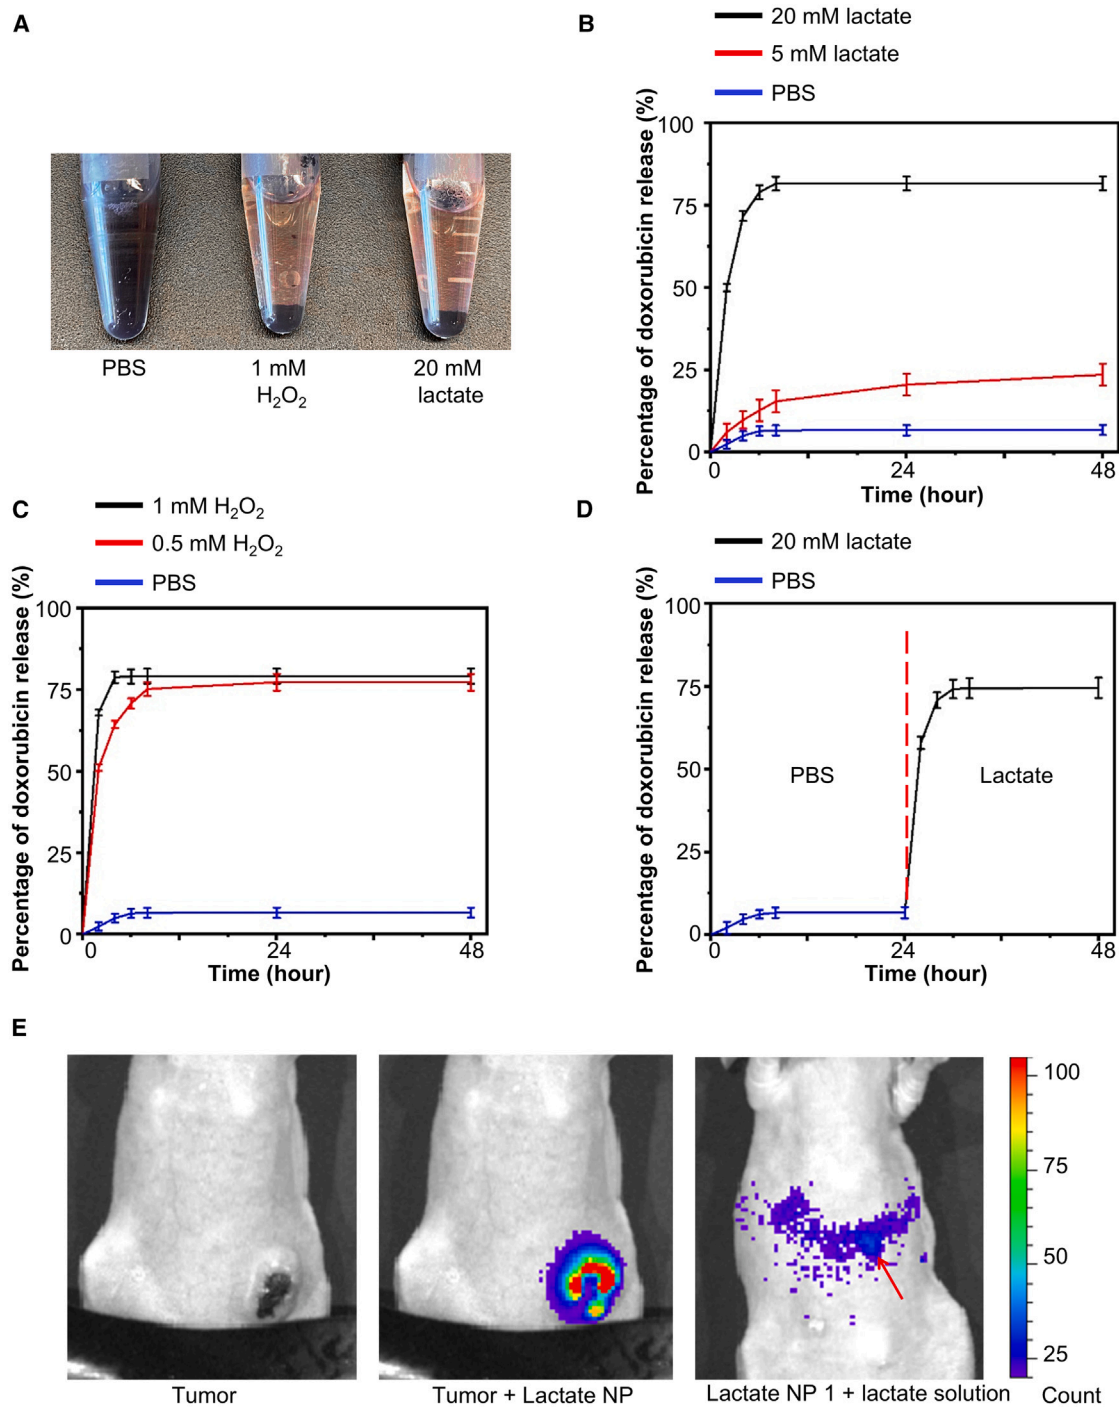 A
PBS
1 mM
H₂O₂
20 mM
lactate
B
20 mM lactate
5 mM lactate
PBS
Percentage of doxorubicin release (%)
100
75
50
25
0
0
24
48
Time (hour)
C
1 mM H₂O₂
0.5 mM H₂O₂
PBS
Percentage of doxorubicin release (%)
100
75
50
25
0
0
24
48
Time (hour)
D
20 mM lactate
PBS
Percentage of doxorubicin release (%)
100
75
50
25
0
PBS
Lactate
0
24
48
Time (hour)
E
Tumor
Tumor + Lactate NP
Lactate NP 1 + lactate solution
100
75
50
25
Count